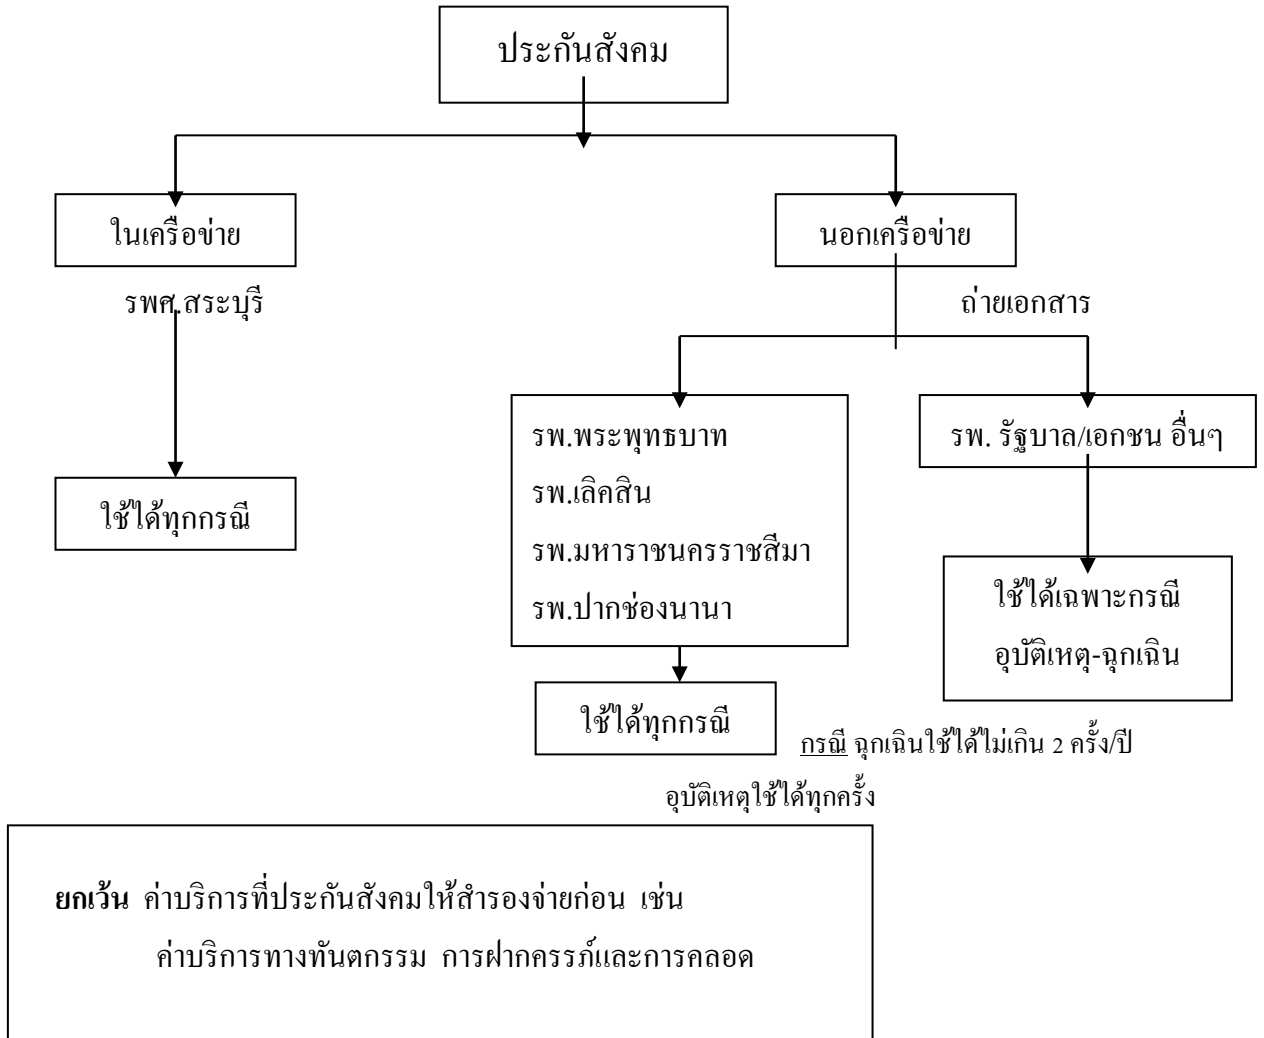 ประกันสังคม
ในเครือข่าย
นอกเครือข่าย
รพศ.สระบุรี
ถ่ายเอกสาร
รพ.พระพุทธบาท
รพ.เลิดสิน
รพ.มหาราชนครราชสีมา
รพ.ปากช่องนานา
รพ. รัฐบาล/เอกชน อื่นๆ
ใช้ได้ทุกกรณี
ใช้ได้เฉพาะกรณี
อุบัติเหตุ-ฉุกเฉิน
ใช้ได้ทุกกรณี
กรณี ฉุกเฉินใช้ได้ไม่เกิน 2 ครั้ง/ปี
อุบัติเหตุใช้ได้ทุกครั้ง
ยกเว้น ค่าบริการที่ประกันสังคมให้สำรองจ่ายก่อน เช่น
ค่าบริการทางทันตกรรม การฝากครรภ์และการคลอด